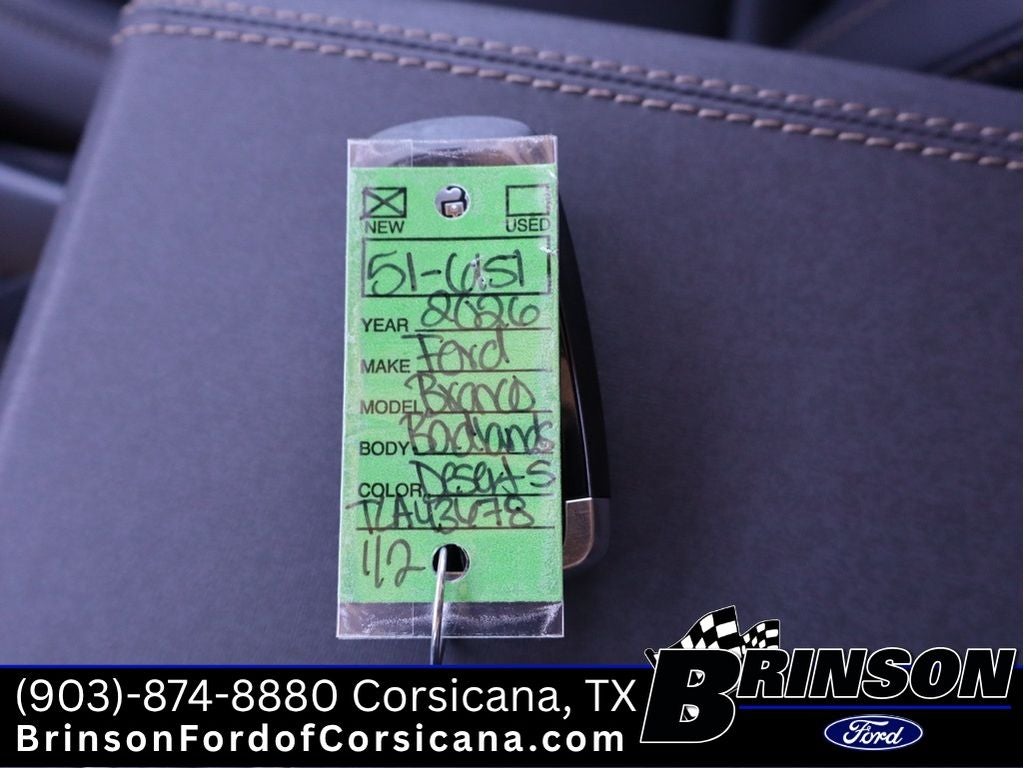 NEW USED
51-6151
YEAR 2026
MAKE Ford
MODEL Bronco
BODY Badlands
COLOR Desert S
TLA43678
1/2
(903)-874-8880 Corsicana, TX
BrinsonFordofCorsicana.com
BRINSON
Ford